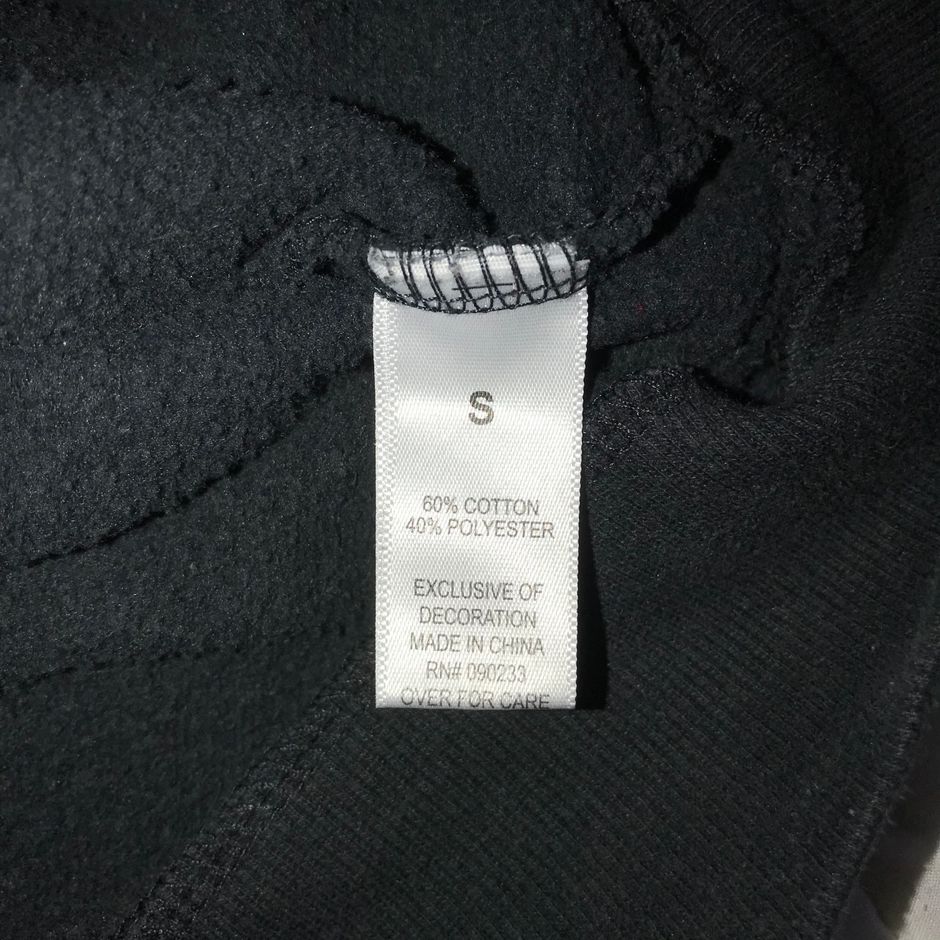 S
60% COTTON
40% POLYESTER
EXCLUSIVE OF
DECORATION
MADE IN CHINA
RN# 090233
OVER FOR CARE